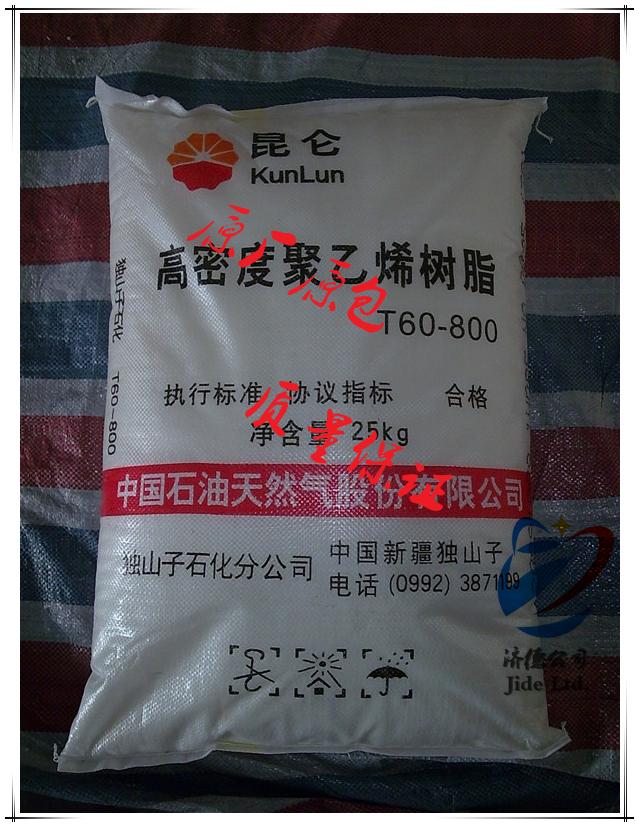 昆仑
KunLun
高密度聚乙烯树脂
T60-800
执行标准 协议指标 合格
净含量 25kg
中国石油天然气股份有限公司
独山子石化分公司
中国新疆独山子
电话 (0992) 3871199
独山子石化 T60-800
原厂原包
质量保证
济德公司
Jide Ltd.